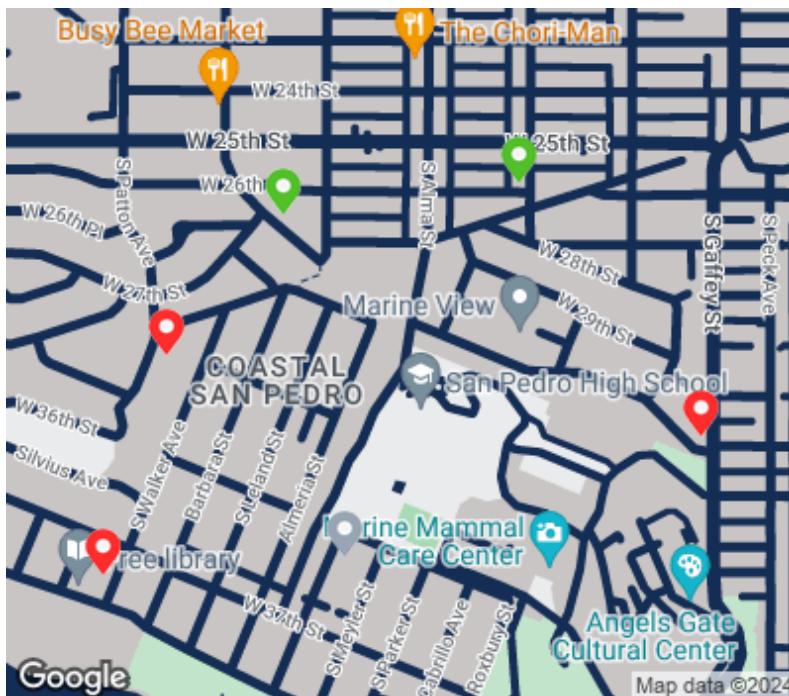 Busy Bee Market
The Chori-Man
W 24th St
W 25th St
W 25th St
S Patton Ave
W 26th
S Alma St
W 26th Pl
W 28th St
S Gaffey St
S Peck Ave
W 27th St
Marine View
W 29th St
COASTAL
SAN PEDRO
San Pedro High School
W 36th St
Silvius Ave
S Walker Ave
Barbara St
S Leland St
Almeria St
Marine Mammal
Care Center
ree library
W 37th St
S Meyler St
S Parker St
Cabrillo Ave
Roxbury St
Angels Gate
Cultural Center
Google
Map data ©2024